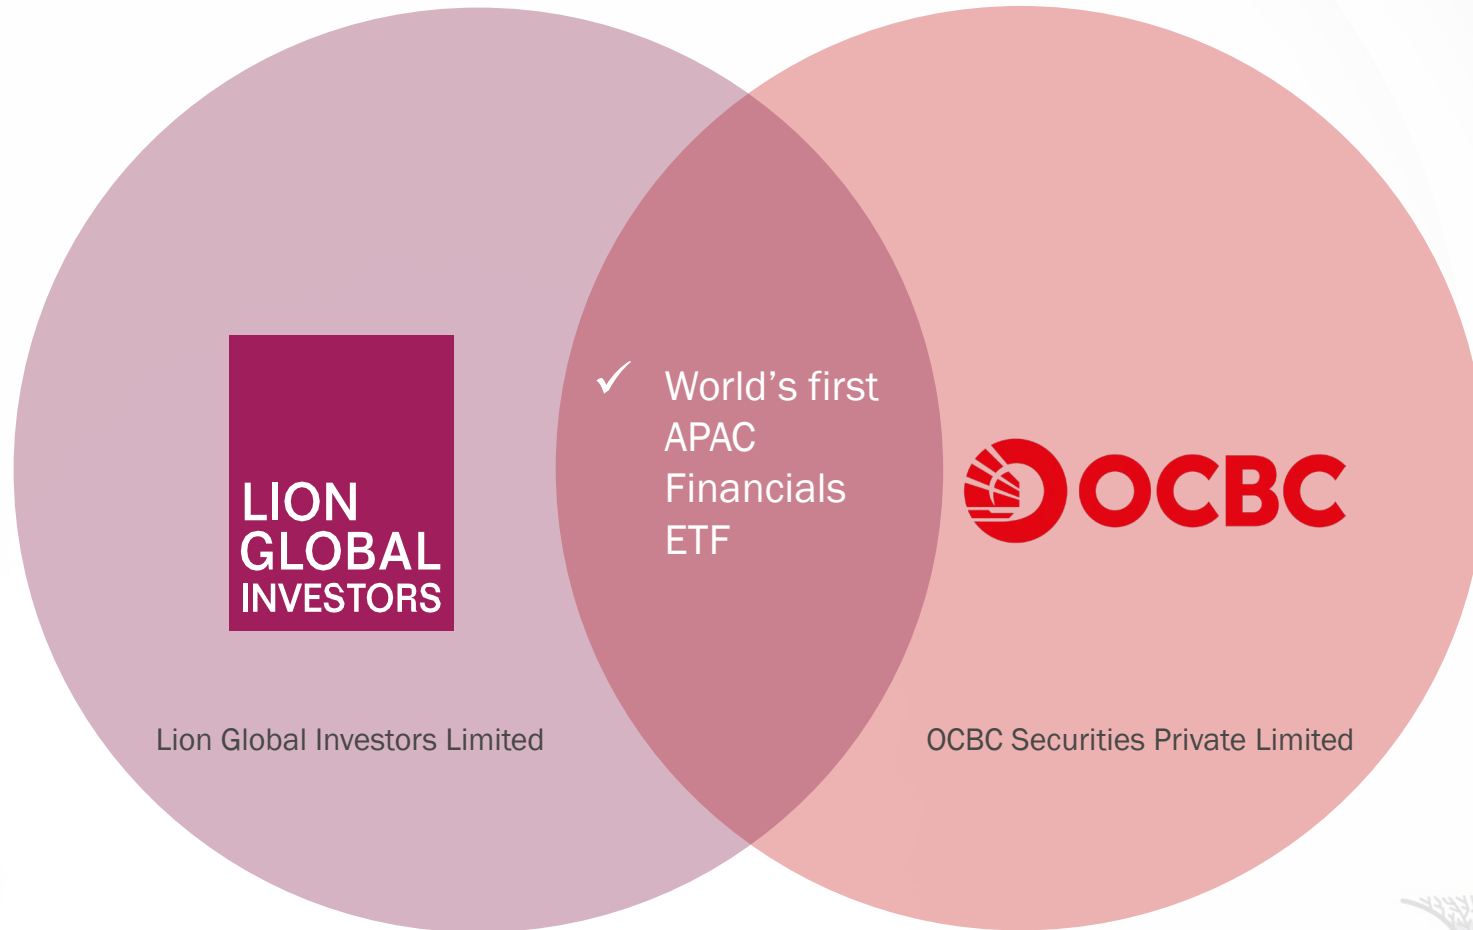 LION
GLOBAL
INVESTORS
Lion Global Investors Limited
✓ World’s first
APAC
Financials
ETF
OCBC
OCBC Securities Private Limited